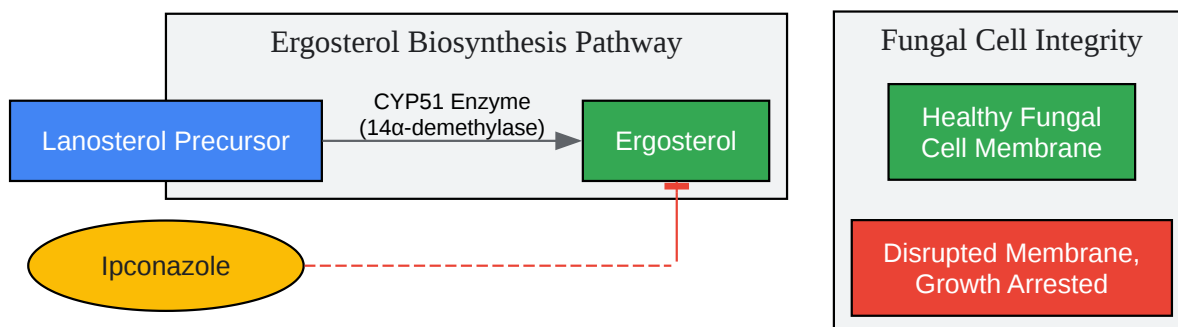 Ergosterol Biosynthesis Pathway
CYP51 Enzyme
(14α-demethylase)
Lanosterol Precursor
Ergosterol
Ipconazole
Fungal Cell Integrity
Healthy Fungal
Cell Membrane
Disrupted Membrane,
Growth Arrested